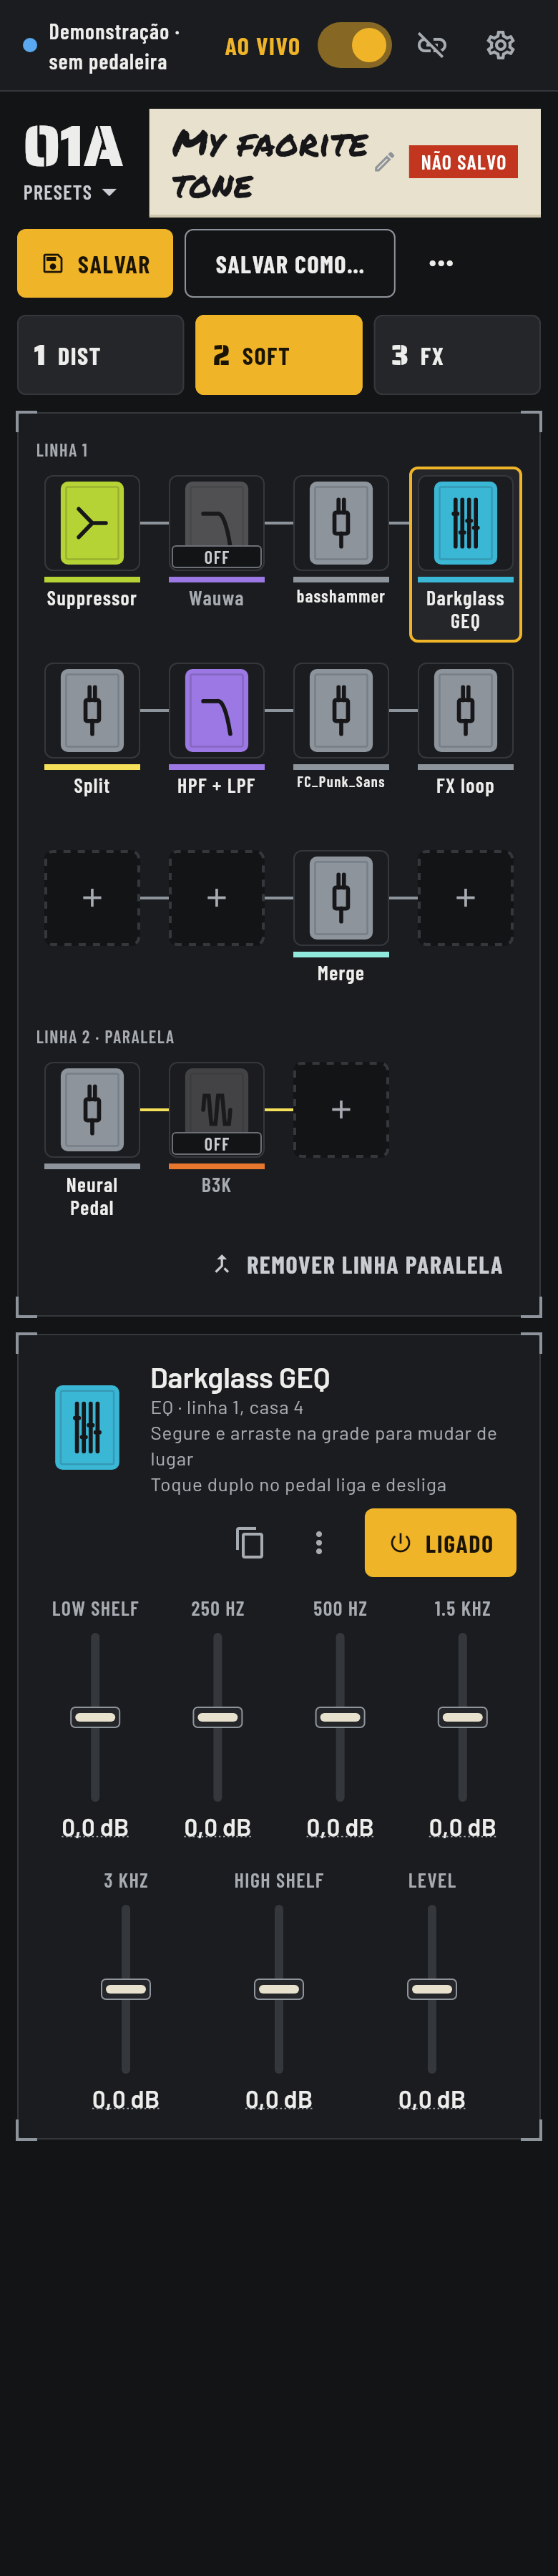 Demonstração ·
sem pedaleira
AO VIVO
01A
PRESETS
My faorite
tone
NÃO SALVO
SALVAR
SALVAR COMO...
1 DIST
2 SOFT
3 FX
LINHA 1
OFF
Suppressor
Wauwa
basshammer
Darkglass
GEQ
Split
HPF + LPF
FC_Punk_Sans
FX loop
Merge
LINHA 2 · PARALELA
OFF
Neural
Pedal
B3K
REMOVER LINHA PARALELA
Darkglass GEQ
EQ · linha 1, casa 4
Segure e arraste na grade para mudar de
lugar
Toque duplo no pedal liga e desliga
LIGADO
LOW SHELF 250 HZ 500 HZ 1.5 KHZ
0,0 dB 0,0 dB 0,0 dB 0,0 dB
3 KHZ HIGH SHELF LEVEL
0,0 dB 0,0 dB 0,0 dB